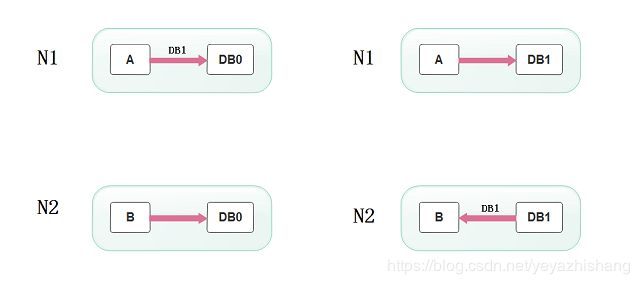 N1 A DB1 DB0
N1 A DB1
N2 B DB0
N2 B DB1 DB1
https://blog.csdn.net/yeyazhishang